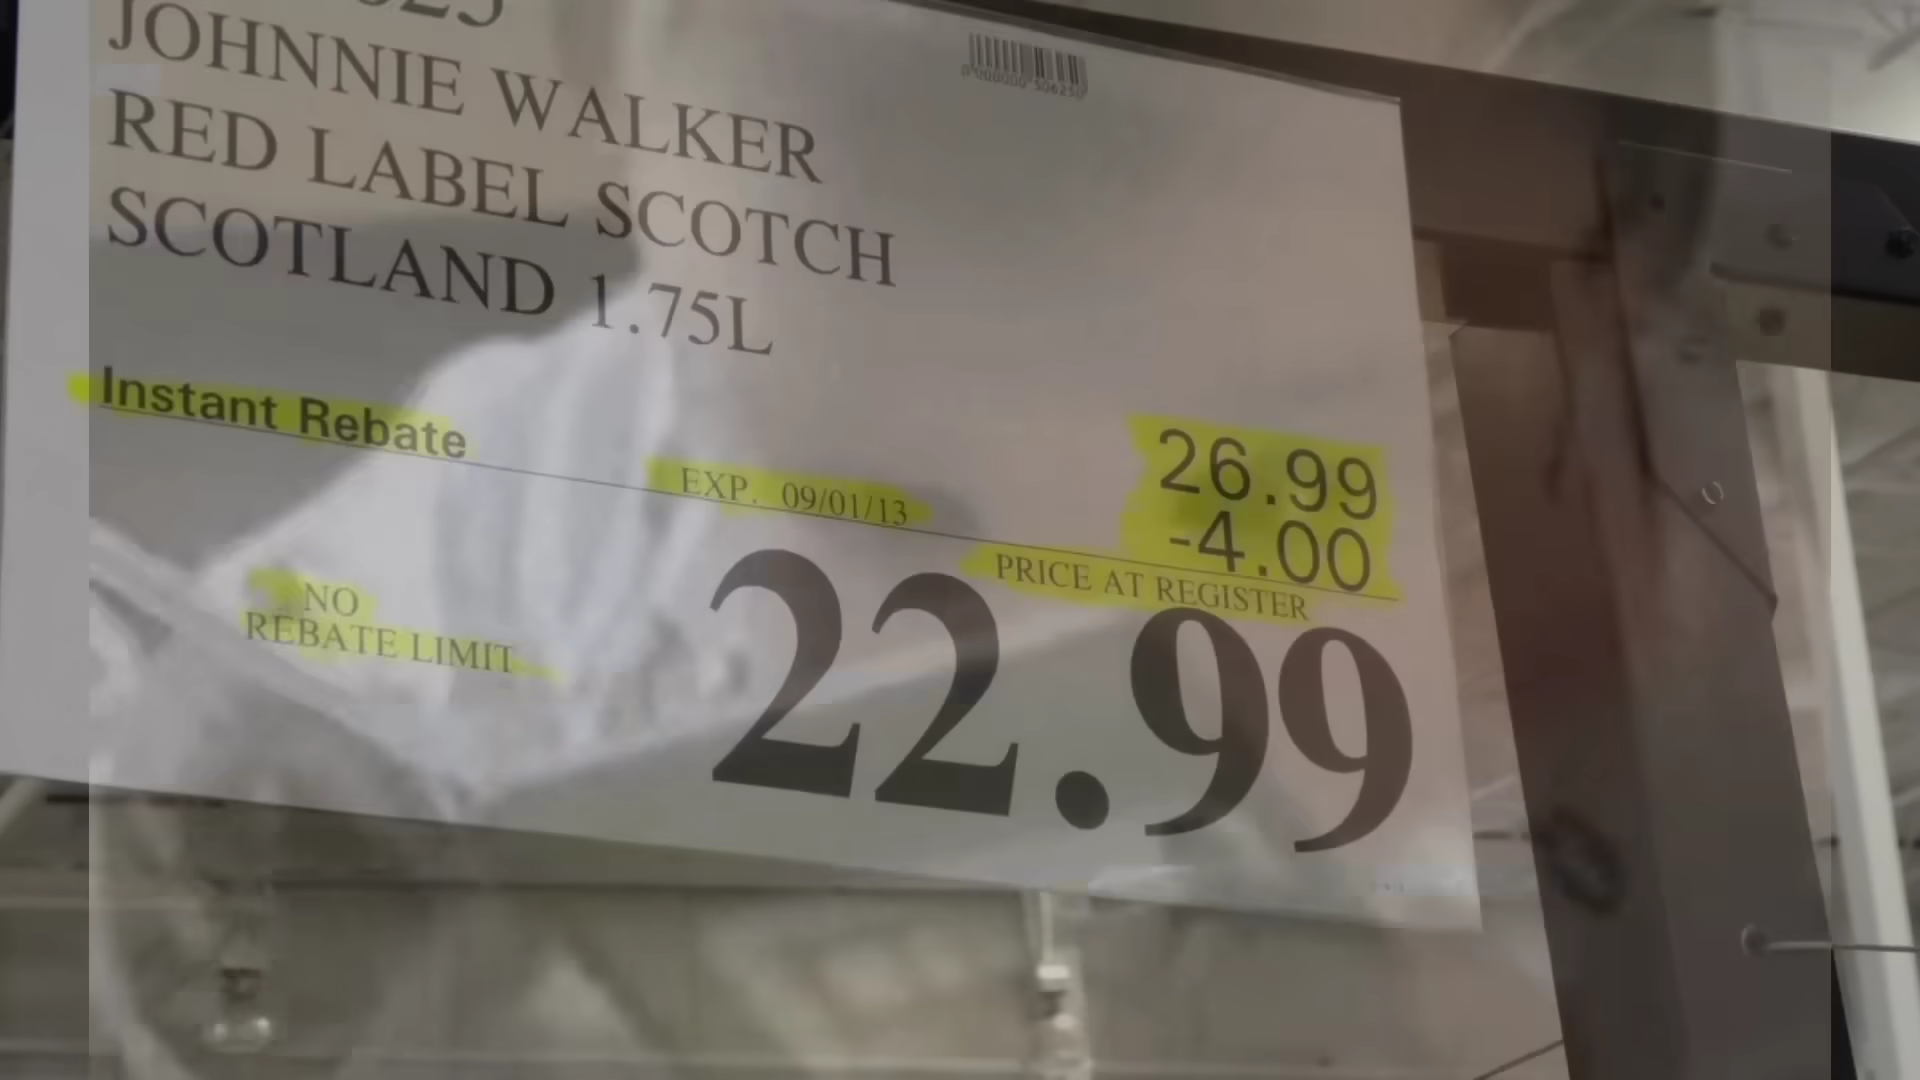 JOHNNIE WALKER
RED LABEL SCOTCH
SCOTLAND 1.75L
Instant Rebate
26.99
EXP. 09/01/13
-4.00
PRICE AT REGISTER
NO
REBATE LIMIT
22.99